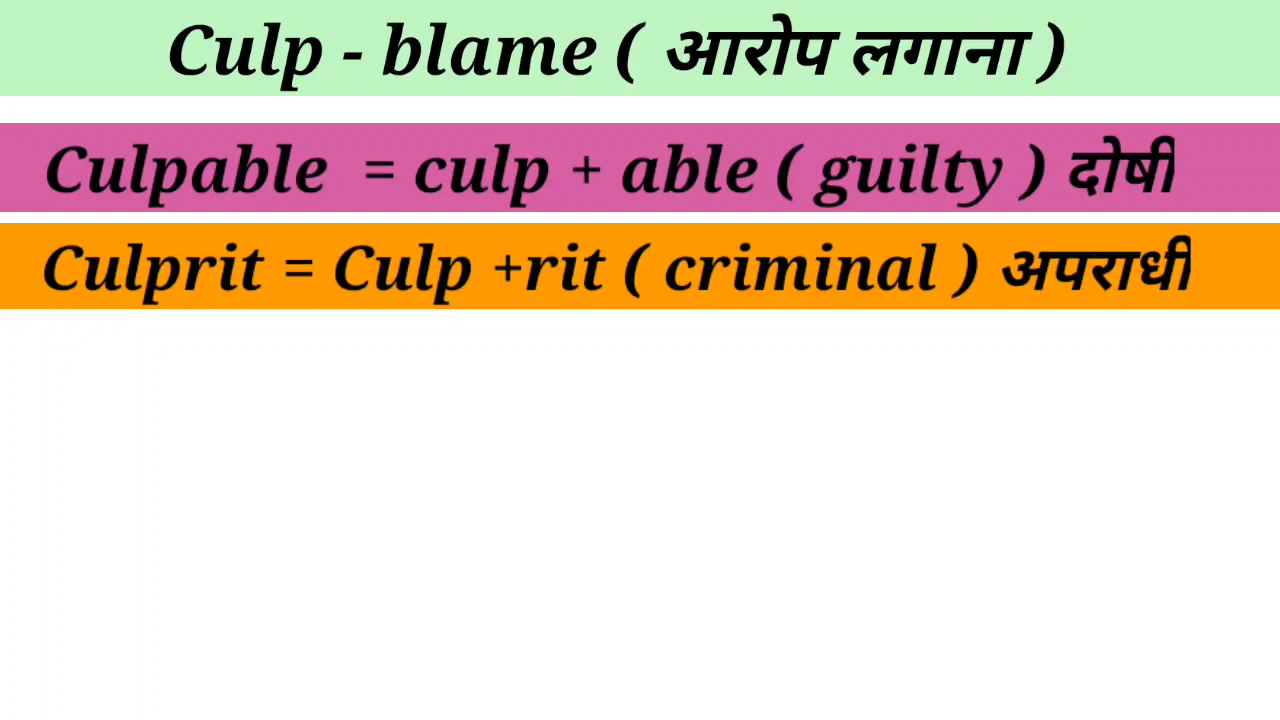 Culp - blame ( आरोप लगाना )
Culpable = culp + able ( guilty ) दोषी
Culprit = Culp +rit ( criminal ) अपराधी